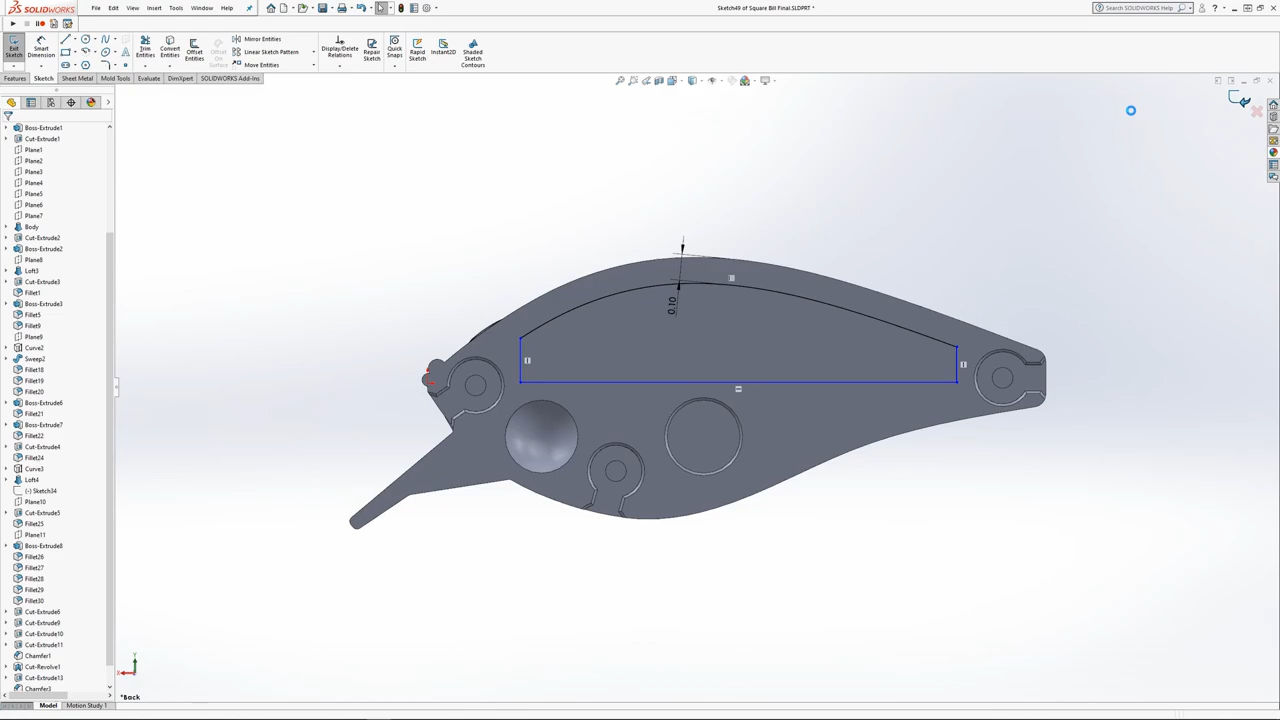 SOLIDWORKS
File Edit View Insert Tools Window Help
Sketch49 of Square Bill Final.SLDPRT *
Search SOLIDWORKS Help
Exit Sketch
Smart Dimension
Trim Entities
Convert Entities
Offset Entities
Offset On Surface
Mirror Entities
Linear Sketch Pattern
Move Entities
Display/Delete Relations
Repair Sketch
Quick Snaps
Rapid Sketch
Instant2D
Shaded Sketch Contours
Features Sketch Sheet Metal Mold Tools Evaluate DimXpert SOLIDWORKS Add-Ins
Boss-Extrude1
Cut-Extrude1
Plane1
Plane2
Plane3
Plane4
Plane5
Plane6
Plane7
Body
Cut-Extrude2
Boss-Extrude2
Plane8
Loft3
Cut-Extrude3
Fillet1
Boss-Extrude3
Fillet5
Fillet9
Plane9
Curve2
Sweep2
Fillet18
Fillet19
Fillet20
Boss-Extrude6
Fillet21
Boss-Extrude7
Fillet22
Cut-Extrude4
Fillet24
Curve3
Loft4
(-) Sketch34
Plane10
Cut-Extrude5
Fillet25
Plane11
Boss-Extrude8
Fillet26
Fillet27
Fillet28
Fillet29
Fillet30
Cut-Extrude6
Cut-Extrude9
Cut-Extrude10
Cut-Extrude11
Chamfer1
Cut-Revolve1
Cut-Extrude13
Chamfer3
0.10
Y
X
*Back
Model Motion Study 1